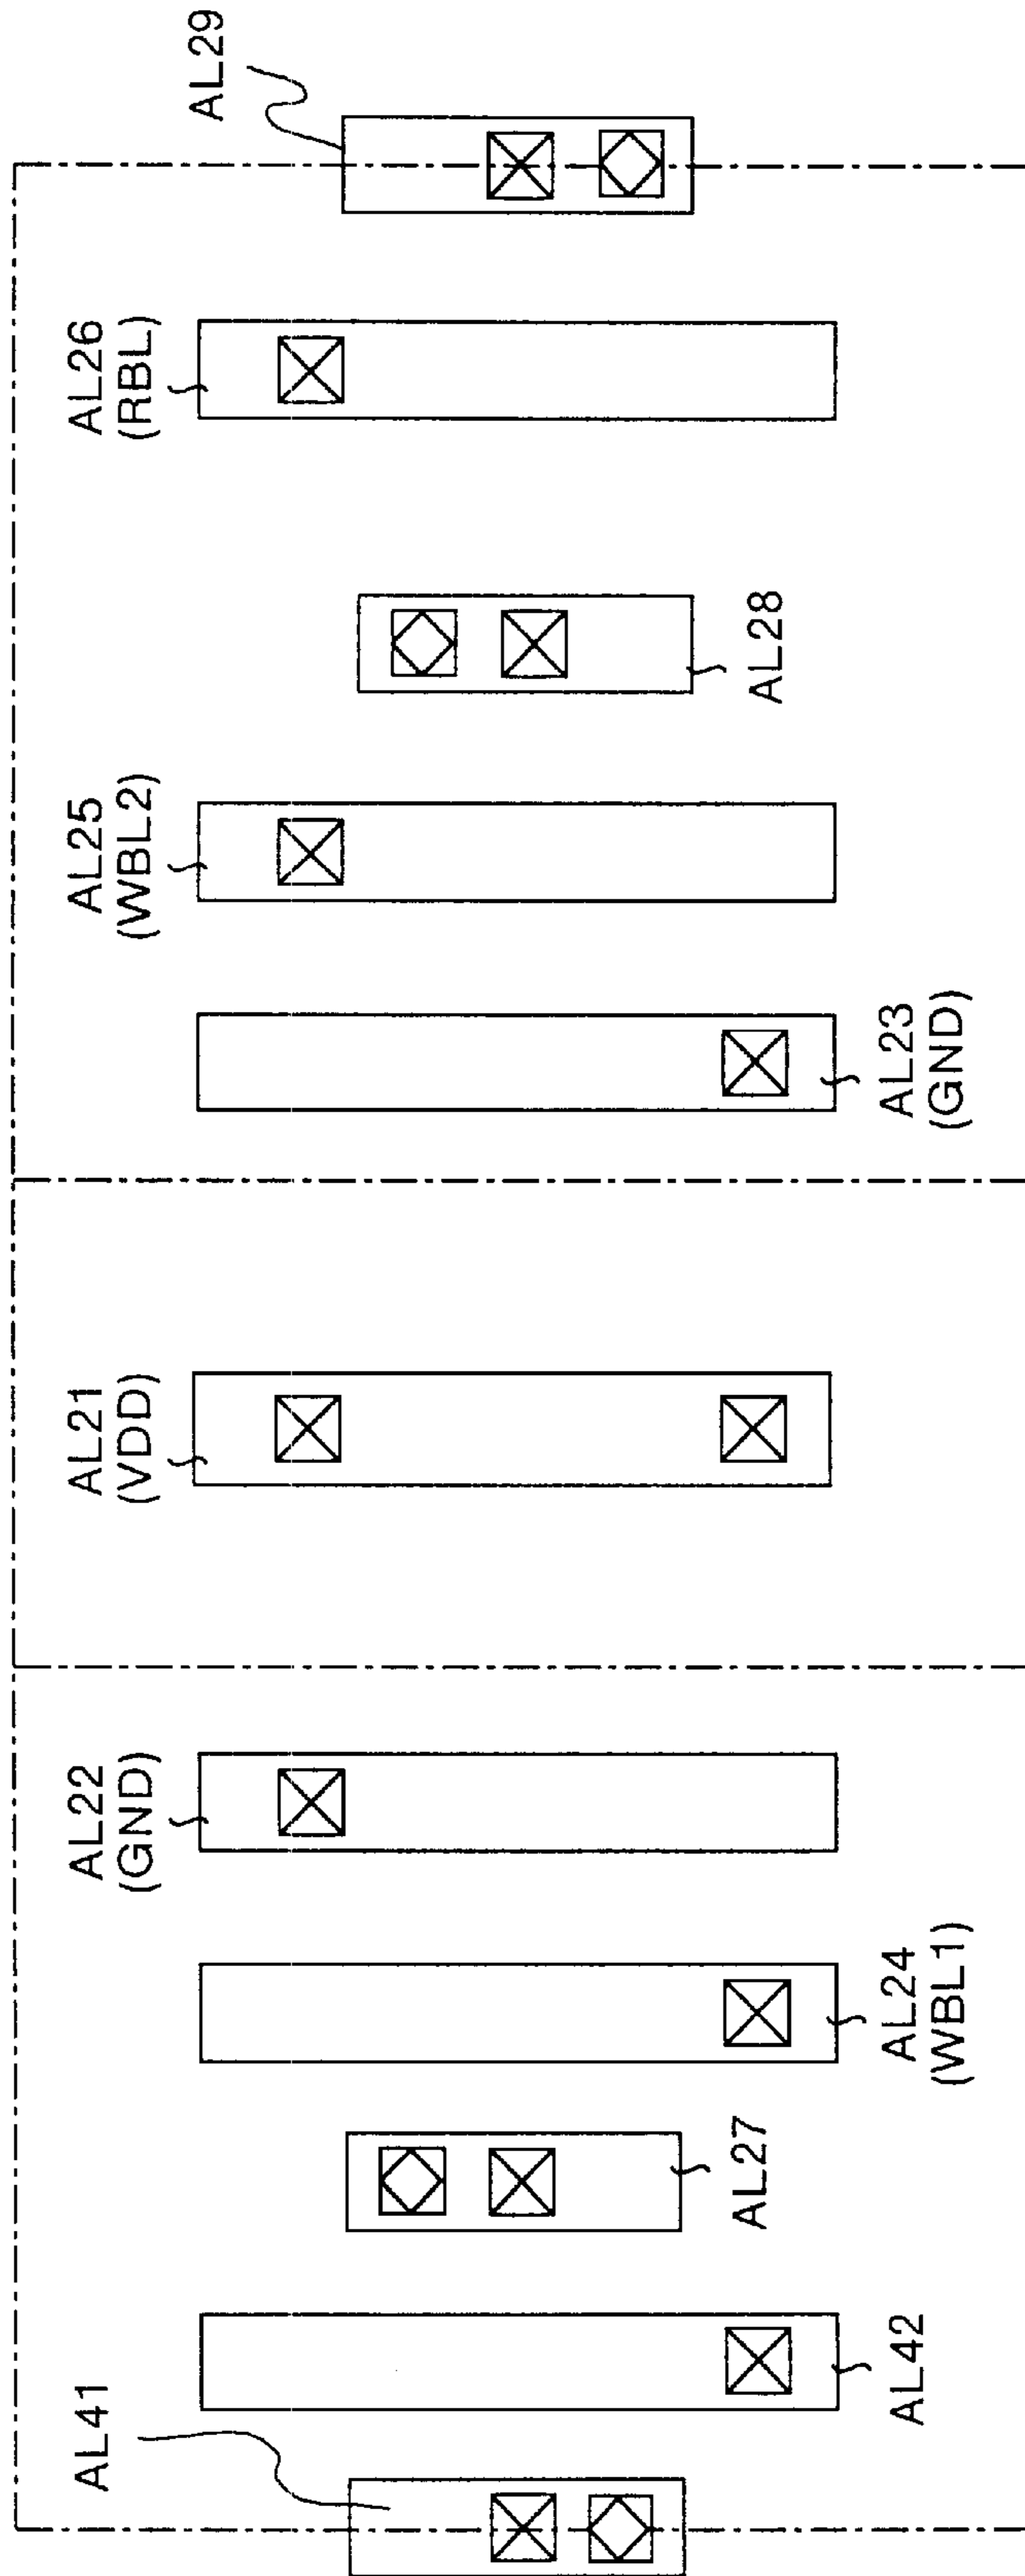 AL29
AL26
(RBL)
AL28
AL25
(WBL2)
AL23
(GND)
AL21
(VDD)
AL22
(GND)
AL24
(WBL1)
AL27
AL42
AL41